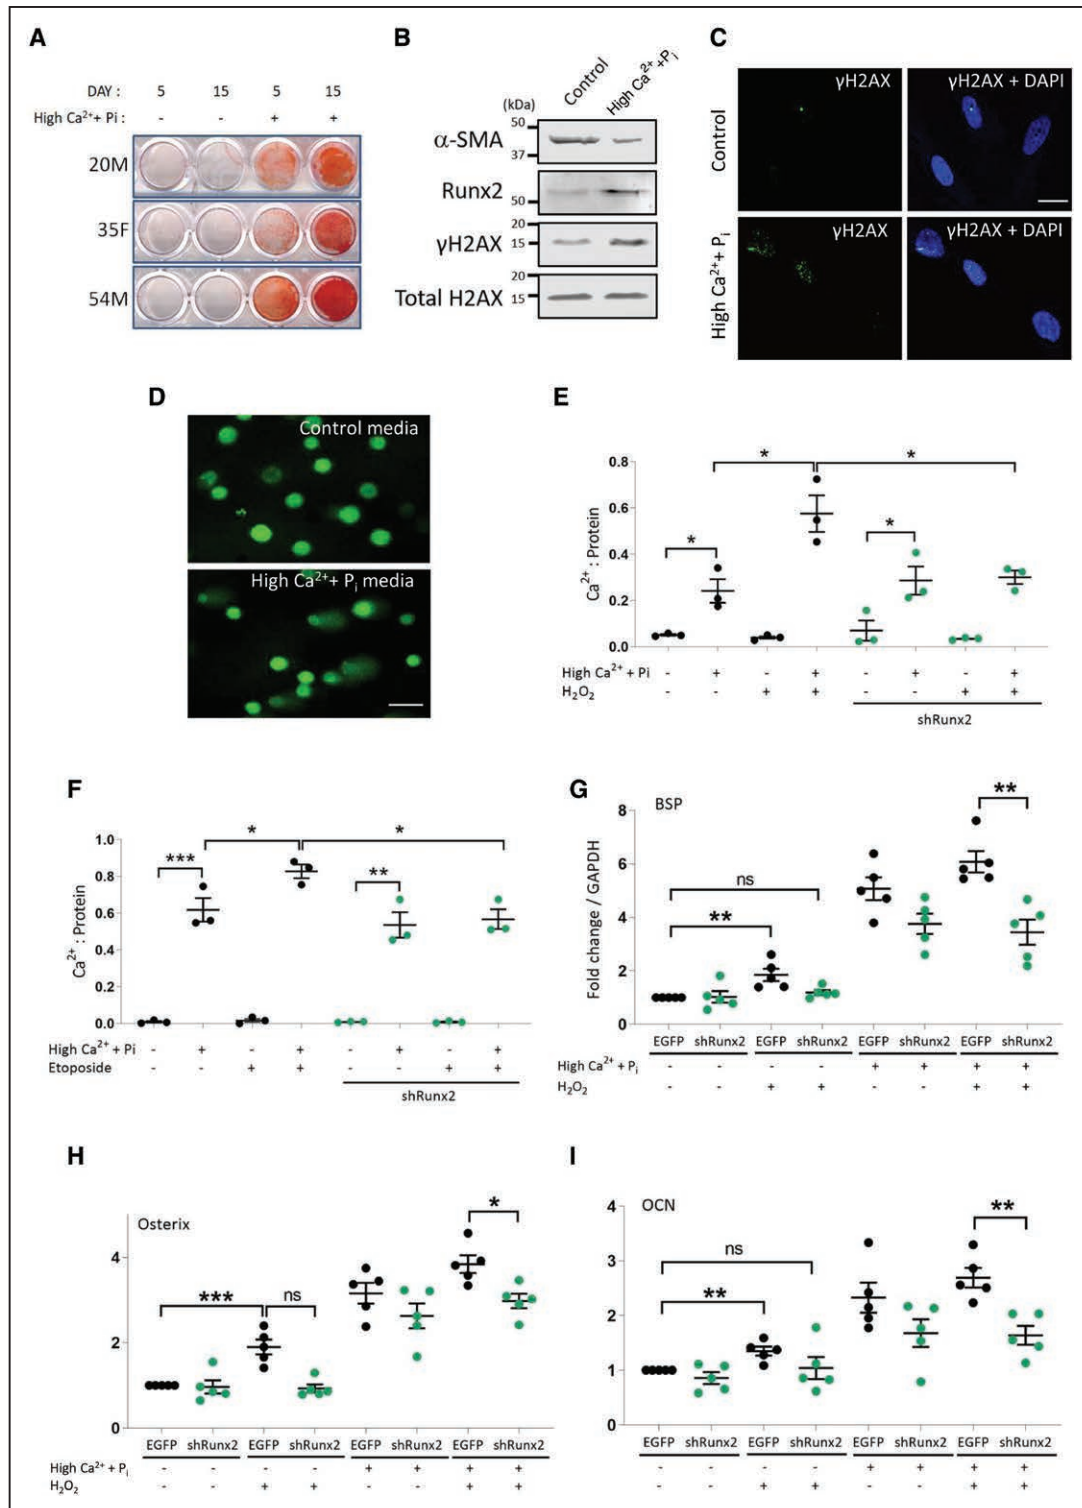 A
DAY : 5 15 5 15
High Ca²⁺+ Pi : - - + +
20M
35F
54M
B
Control High Ca²⁺+Pᵢ
(kDa)
50
α-SMA
37
Runx2
50
20
γH2AX 15
20
Total H2AX 15
C
γH2AX γH2AX + DAPI
Control
γH2AX γH2AX + DAPI
High Ca²⁺+ Pᵢ
D
Control media
High Ca²⁺+ Pᵢ media
E
* *
* *
Ca²⁺ : Protein
0.8
0.6
0.4
0.2
0.0
High Ca²⁺ + Pi - + - + - + - +
H₂O₂ - - + + - - + +
shRunx2
F
* *
*** **
Ca²⁺ : Protein
1.0
0.8
0.6
0.4
0.2
0.0
High Ca²⁺ + Pi - + - + - + - +
Etoposide - - + + - - + +
shRunx2
G
BSP
**
ns
**
Fold change / GAPDH
8
6
4
2
0
EGFP shRunx2 EGFP shRunx2 EGFP shRunx2 EGFP shRunx2
High Ca²⁺ + Pᵢ - - - - + + + +
H₂O₂ - - + + - - + +
H
Osterix
*
*** ns
4
2
0
EGFP shRunx2 EGFP shRunx2 EGFP shRunx2 EGFP shRunx2
High Ca²⁺ + Pᵢ - - - - + + + +
H₂O₂ - - + + - - + +
I
OCN
**
ns
**
4
3
2
1
0
EGFP shRunx2 EGFP shRunx2 EGFP shRunx2 EGFP shRunx2
- - - - + + + +
- - + + - - + +